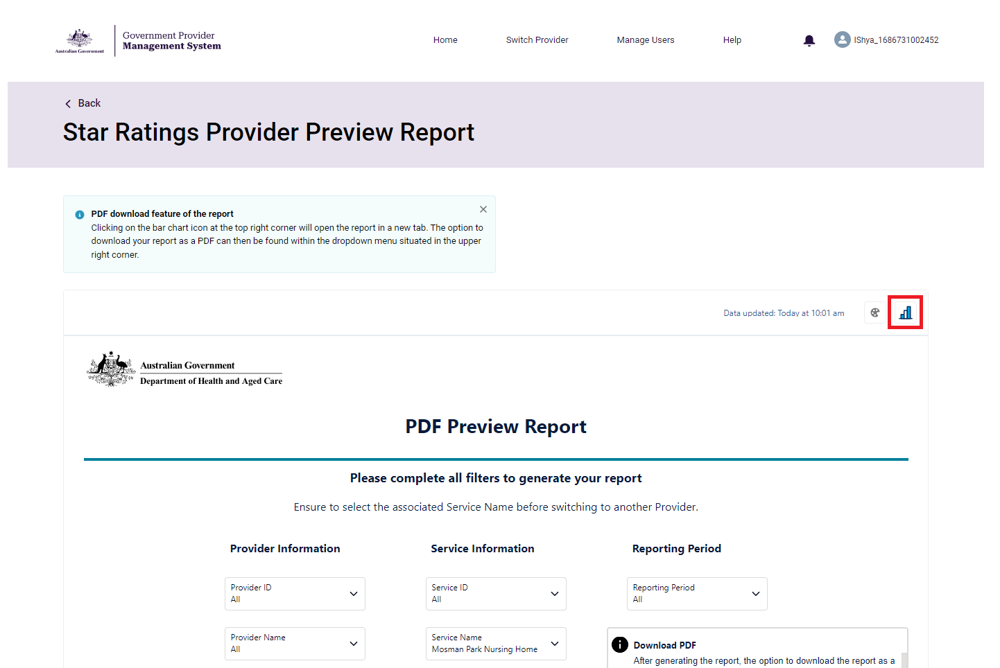 Australian Government
Government Provider
Management System
Home
Switch Provider
Manage Users
Help
IShya_1686731002452
Back
Star Ratings Provider Preview Report
PDF download feature of the report
Clicking on the bar chart icon at the top right corner will open the report in a new tab. The option to
download your report as a PDF can then be found within the dropdown menu situated in the upper
right corner.
Data updated: Today at 10:01 am
Australian Government
Department of Health and Aged Care
PDF Preview Report
Please complete all filters to generate your report
Ensure to select the associated Service Name before switching to another Provider.
Provider Information
Service Information
Reporting Period
Provider ID
All
Service ID
All
Reporting Period
All
Provider Name
All
Service Name
Mosman Park Nursing Home
Download PDF
After generating the report, the option to download the report as a